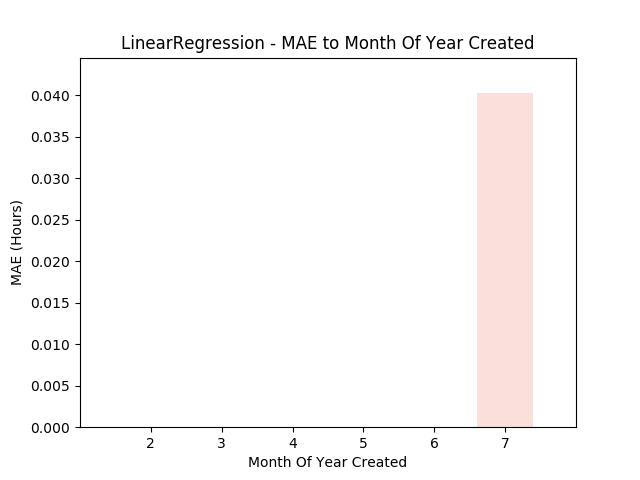 LinearRegression - MAE to Month Of Year Created
0.040
0.035
0.030
0.025
0.020
0.015
0.010
0.005
0.000
MAE (Hours)
2 3 4 5 6 7
Month Of Year Created